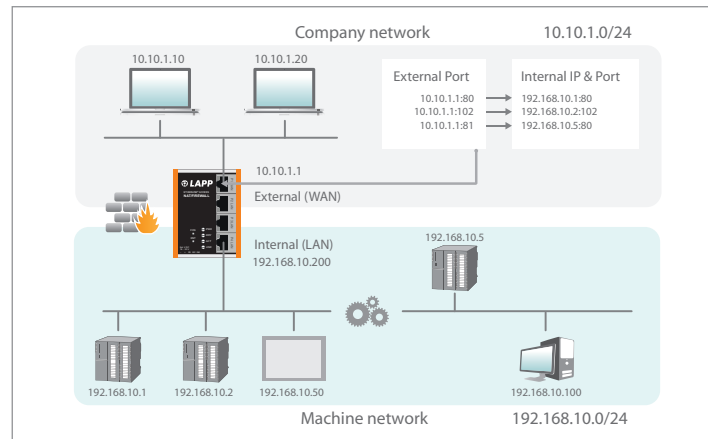 Company network
10.10.1.0/24
10.10.1.10
10.10.1.20
External Port
Internal IP & Port
10.10.1.1:80
192.168.10.1:80
10.10.1.1:102
192.168.10.2:102
10.10.1.1:81
192.168.10.5:80
10.10.1.1
LAPP
NAT/FIREWALL
External (WAN)
Internal (LAN)
192.168.10.200
192.168.10.5
192.168.10.1
192.168.10.2
192.168.10.50
192.168.10.100
Machine network
192.168.10.0/24